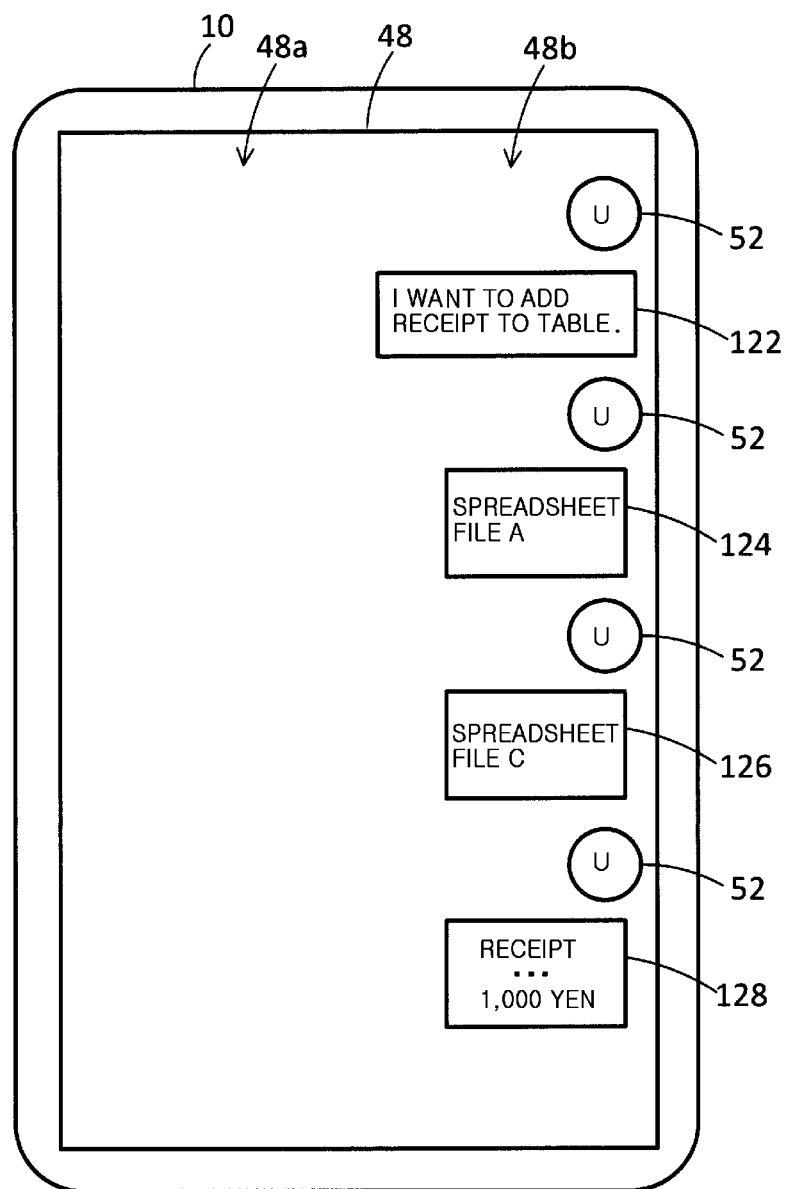 10
48a
48
48b
U
52
I WANT TO ADD
RECEIPT TO TABLE.
122
U
52
SPREADSHEET
FILE A
124
U
52
SPREADSHEET
FILE C
126
U
52
RECEIPT
...
1,000 YEN
128